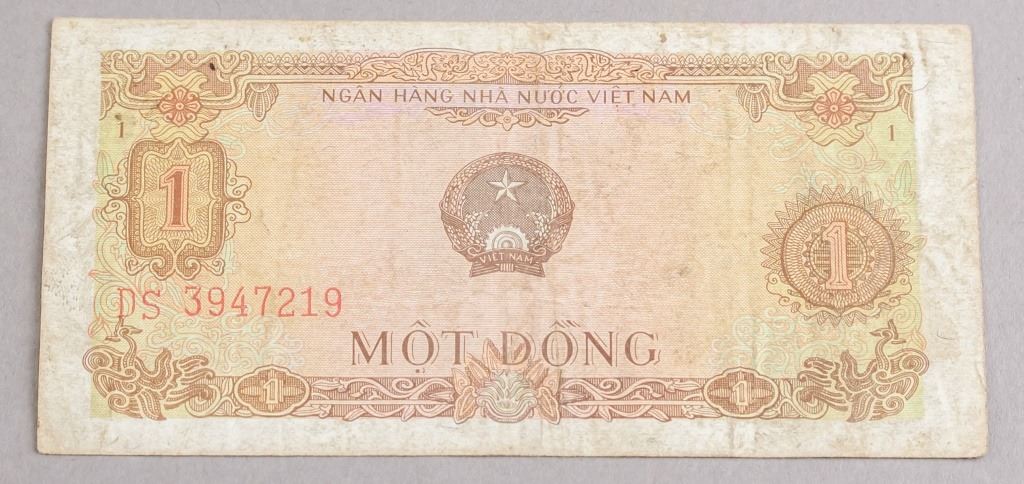 NGÂN HÀNG NHÀ NƯỚC VIỆT NAM
1 1
1
VIỆT NAM
1
DS 3947219
MỘT ĐỒNG
1 1